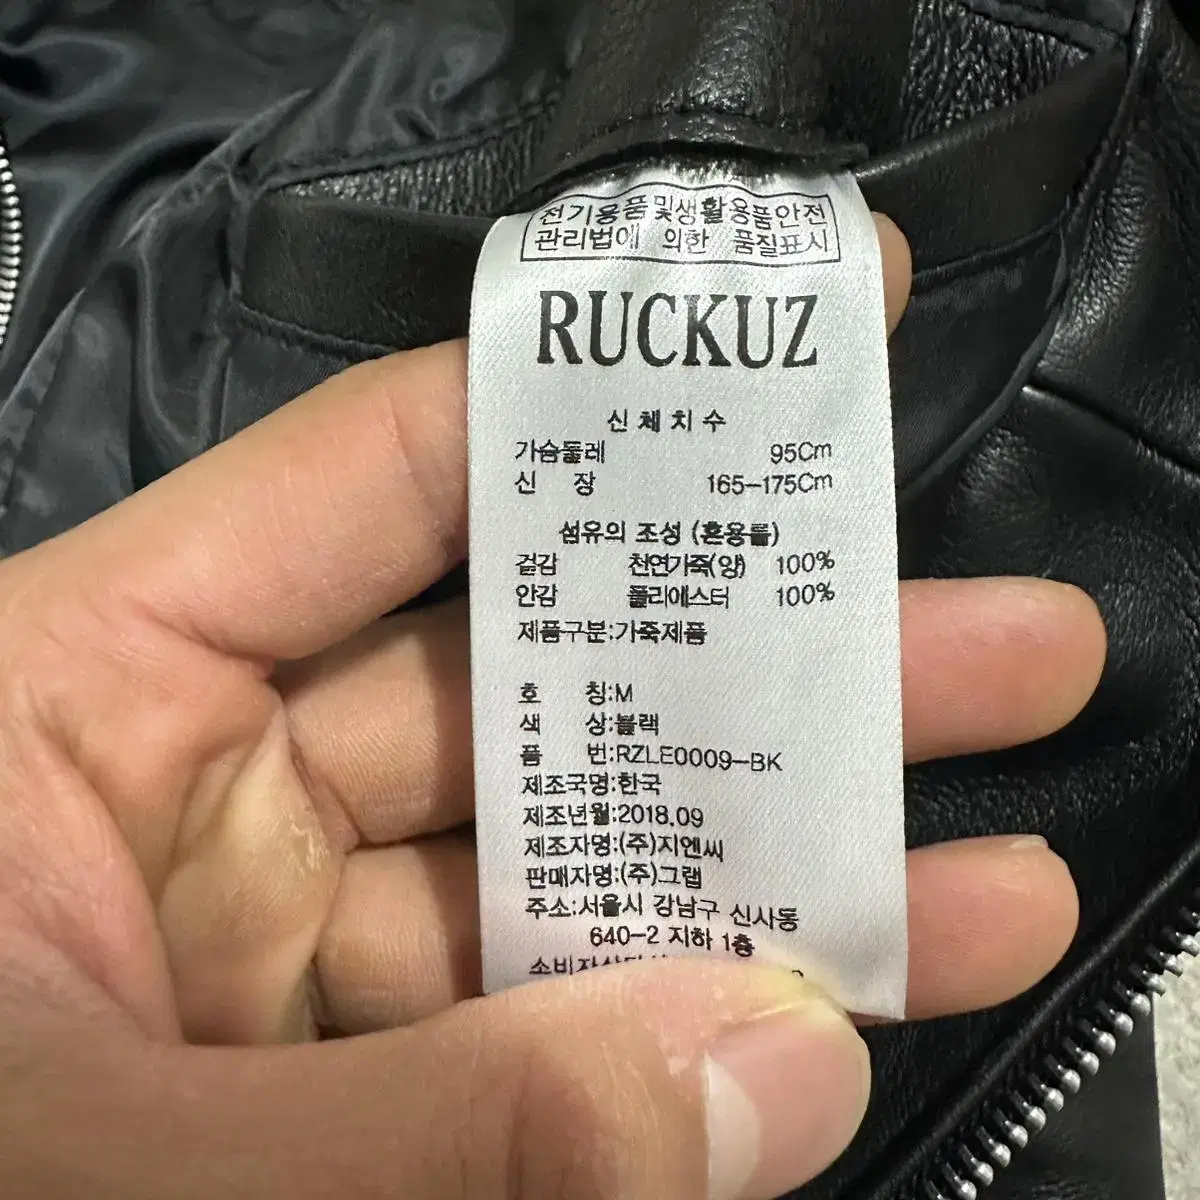 전기용품및생활용품안전
관리법에 의한 품질표시
RUCKUZ
신체치수
가슴둘레 95Cm
신 장 165-175Cm
섬유의 조성 (혼용률)
겉감 천연가죽(양) 100%
안감 폴리에스터 100%
제품구분:가죽제품
호 칭:M
색 상:블랙
품 번:RZLE0009-BK
제조국명:한국
제조년월:2018.09
제조자명:(주)지엔씨
판매자명:(주)그랩
주소:서울시 강남구 신사동
640-2 지하 1층